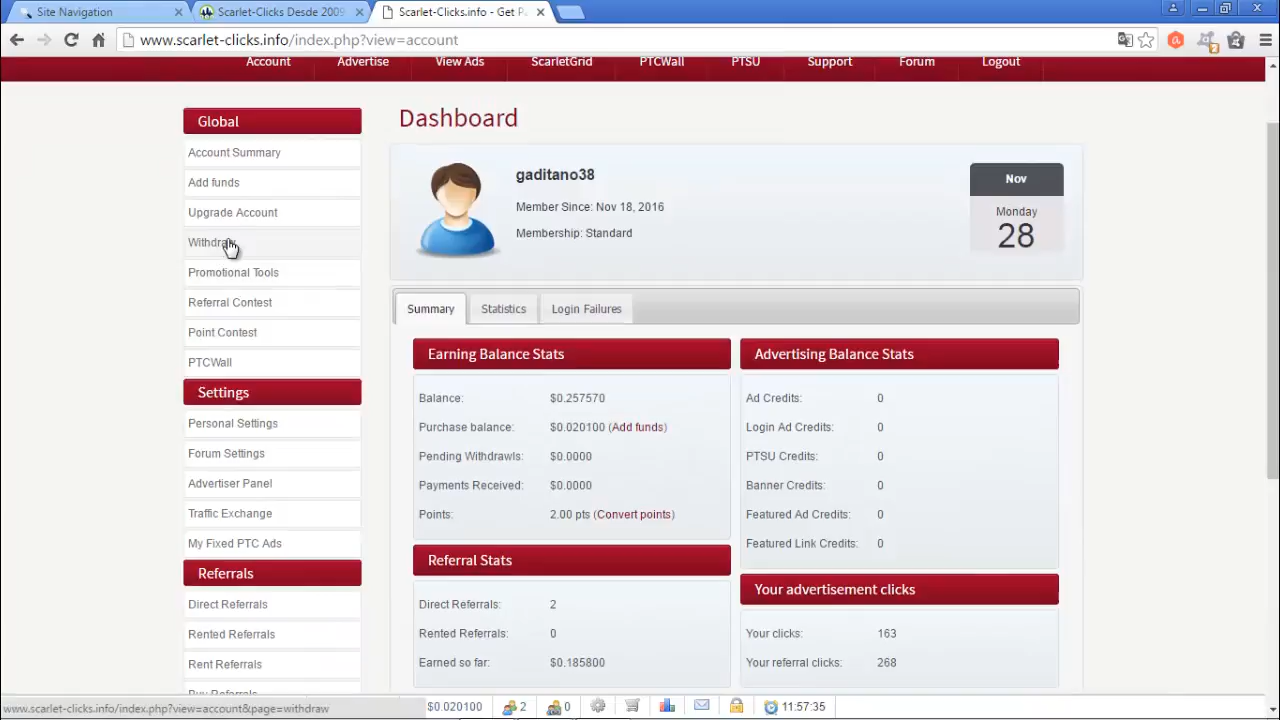 Site Navigation
Scarlet-Clicks Desde 2009
Scarlet-Clicks.info - Get P
www.scarlet-clicks.info/index.php?view=account
Account
Advertise
View Ads
ScarletGrid
PTCWall
PTSU
Support
Forum
Logout
Global
Account Summary
Add funds
Upgrade Account
Withdraw
Promotional Tools
Referral Contest
Point Contest
PTCWall
Settings
Personal Settings
Forum Settings
Advertiser Panel
Traffic Exchange
My Fixed PTC Ads
Referrals
Direct Referrals
Rented Referrals
Rent Referrals
Buy Referrals
Dashboard
gaditano38
Member Since: Nov 18, 2016
Membership: Standard
Nov
Monday
28
Summary
Statistics
Login Failures
Earning Balance Stats
Balance: $0.257570
Purchase balance: $0.020100 (Add funds)
Pending Withdrawls: $0.0000
Payments Received: $0.0000
Points: 2.00 pts (Convert points)
Referral Stats
Direct Referrals: 2
Rented Referrals: 0
Earned so far: $0.185800
Advertising Balance Stats
Ad Credits: 0
Login Ad Credits: 0
PTSU Credits: 0
Banner Credits: 0
Featured Ad Credits: 0
Featured Link Credits: 0
Your advertisement clicks
Your clicks: 163
Your referral clicks: 268
www.scarlet-clicks.info/index.php?view=account&page=withdraw
$0.020100
2
0
11:57:35